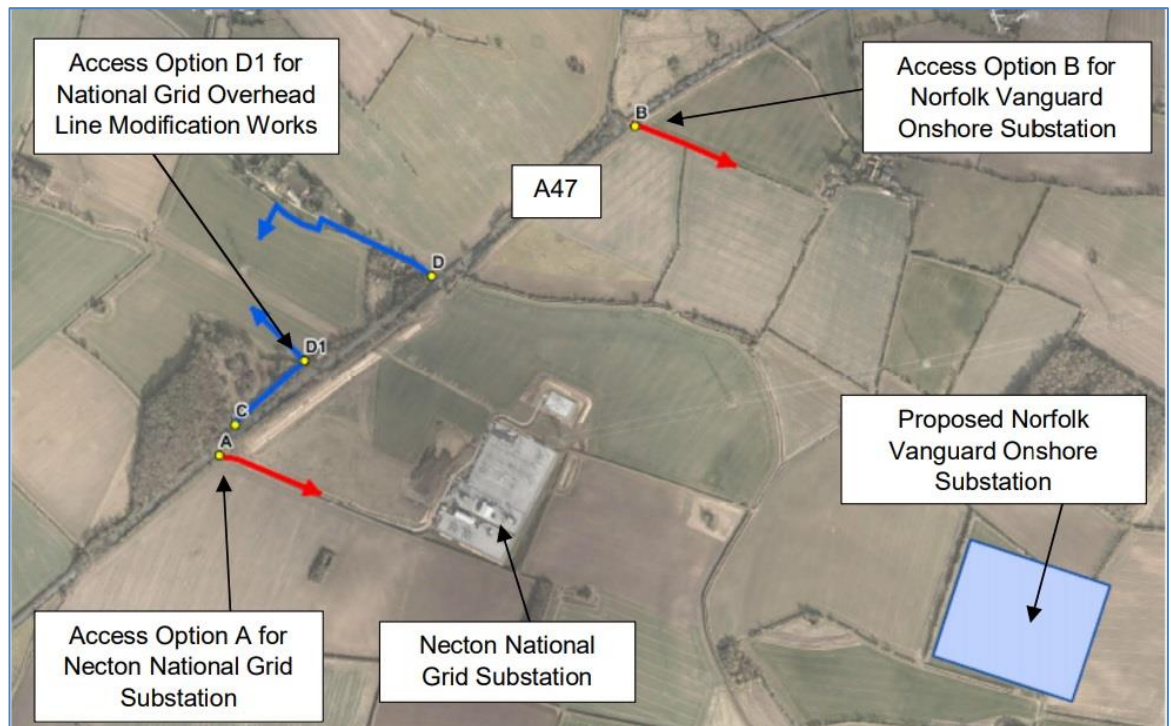 Access Option D1 for
National Grid Overhead
Line Modification Works
Access Option B for
Norfolk Vanguard
Onshore Substation
B
A47
D
D1
C
A
Proposed Norfolk
Vanguard Onshore
Substation
Access Option A for
Necton National Grid
Substation
Necton National
Grid Substation